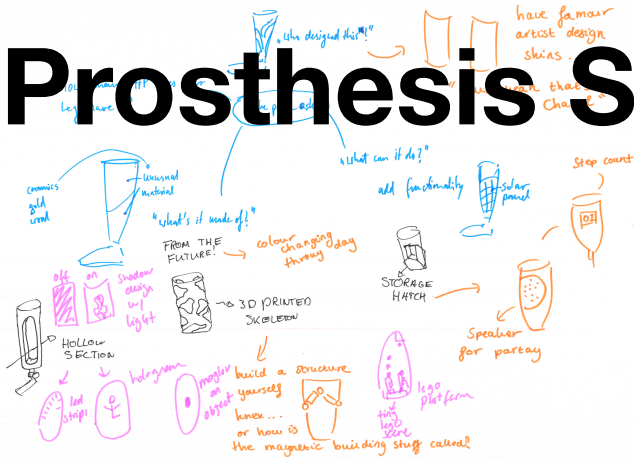 "Who designed this?"
have famour
artist design
skins.
Prosthesis S
"what can it do?"
Step count
ceramics
gold
wood
"unusual
material
add functionality
solar
panel
"what's it made of?"
FROM THE
FUTURE!
colour
changing
throug day
off
on
shadow
design
w/
light
STORAGE
HATCH
3D PRINTED
SKELETON
HOLLOW
SECTION
Speaker
for partay
led
strips
hologram
on
object
build a structure
yourself
knex...
or how is
the magnetic building stuff called?
lego
platform
tiny
lego
scene